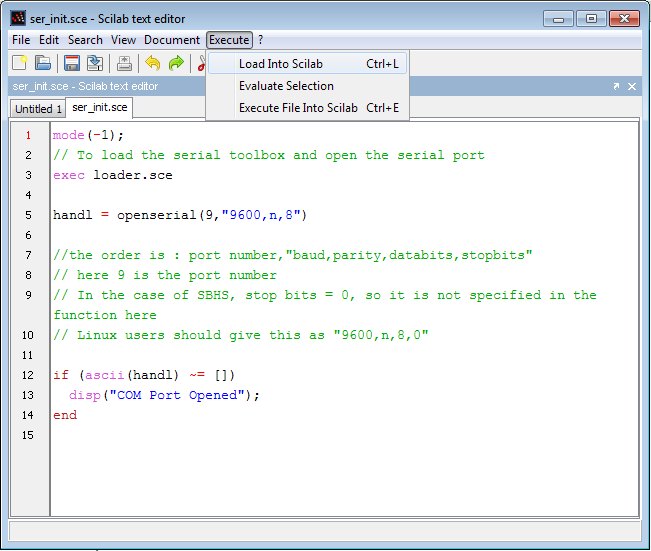 ser_init.sce - Scilab text editor
File Edit Search View Document Execute ?
Load Into Scilab Ctrl+L
Evaluate Selection
Execute File Into Scilab Ctrl+E
ser_init.sce - Scilab text editor
Untitled 1 ser_init.sce
1 mode(-1);
2 // To load the serial toolbox and open the serial port
3 exec loader.sce
4
5 handl = openserial(9,"9600,n,8")
6
7 //the order is : port number,"baud,parity,databits,stopbits"
8 // here 9 is the port number
9 // In the case of SBHS, stop bits = 0, so it is not specified in the
function here
10 // Linux users should give this as "9600,n,8,0"
11
12 if (ascii(handl) ~= [])
13 disp("COM Port Opened");
14 end
15